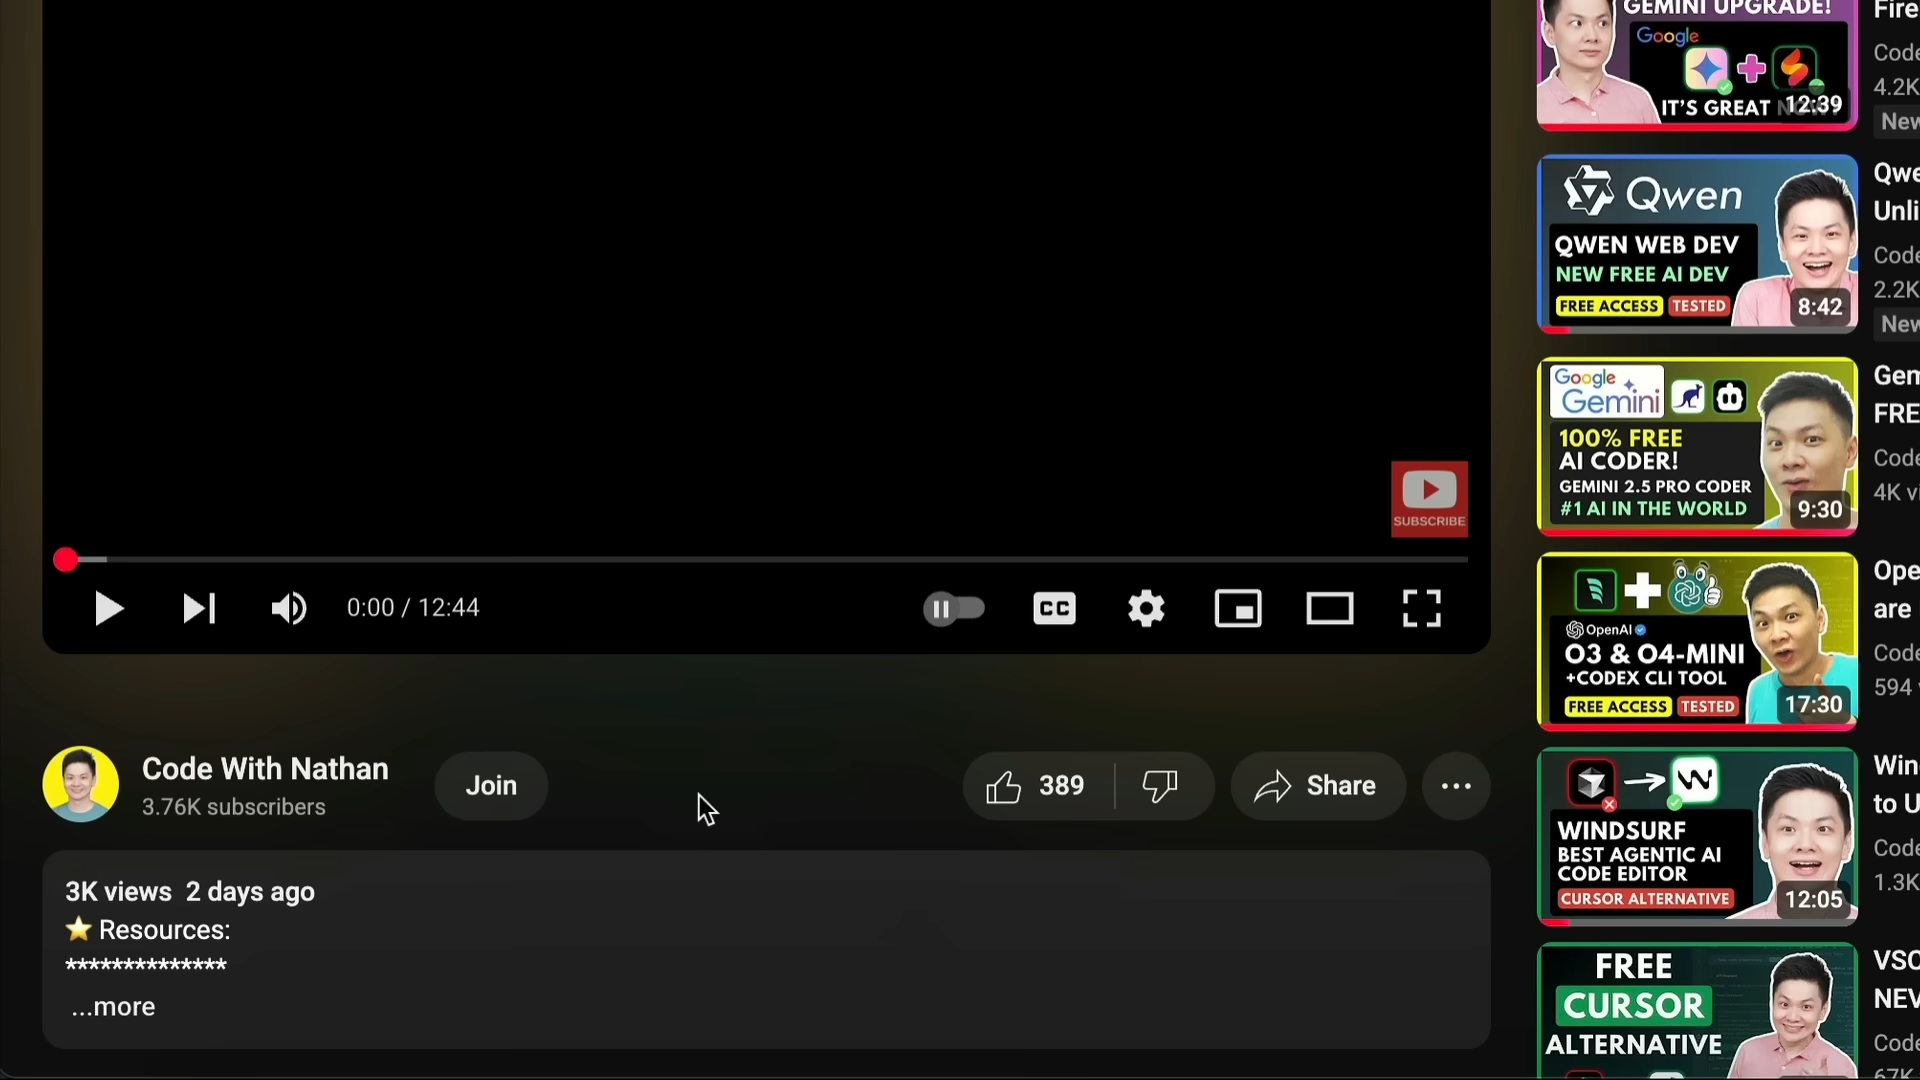 SUBSCRIBE
0:00 / 12:44
CC
Code With Nathan
3.76K subscribers
Join
389
Share
3K views 2 days ago
⭐ Resources:
**************
...more
GEMINI UPGRADE!
Google
IT'S GREAT
12:39
Fire
Code
4.2K
New
Qwen
QWEN WEB DEV
NEW FREE AI DEV
FREE ACCESS TESTED
8:42
Qwe
Unli
Code
2.2K
New
Google
Gemini
100% FREE
AI CODER!
GEMINI 2.5 PRO CODER
#1 AI IN THE WORLD
9:30
Gem
FRE
Code
4K vi
OpenAI
O3 & O4-MINI
+CODEX CLI TOOL
FREE ACCESS TESTED
17:30
Ope
are
Code
594
WINDSURF
BEST AGENTIC AI
CODE EDITOR
CURSOR ALTERNATIVE
12:05
Win
to U
Code
1.3K
FREE
CURSOR
ALTERNATIVE
VSC
NEV
Code
67K